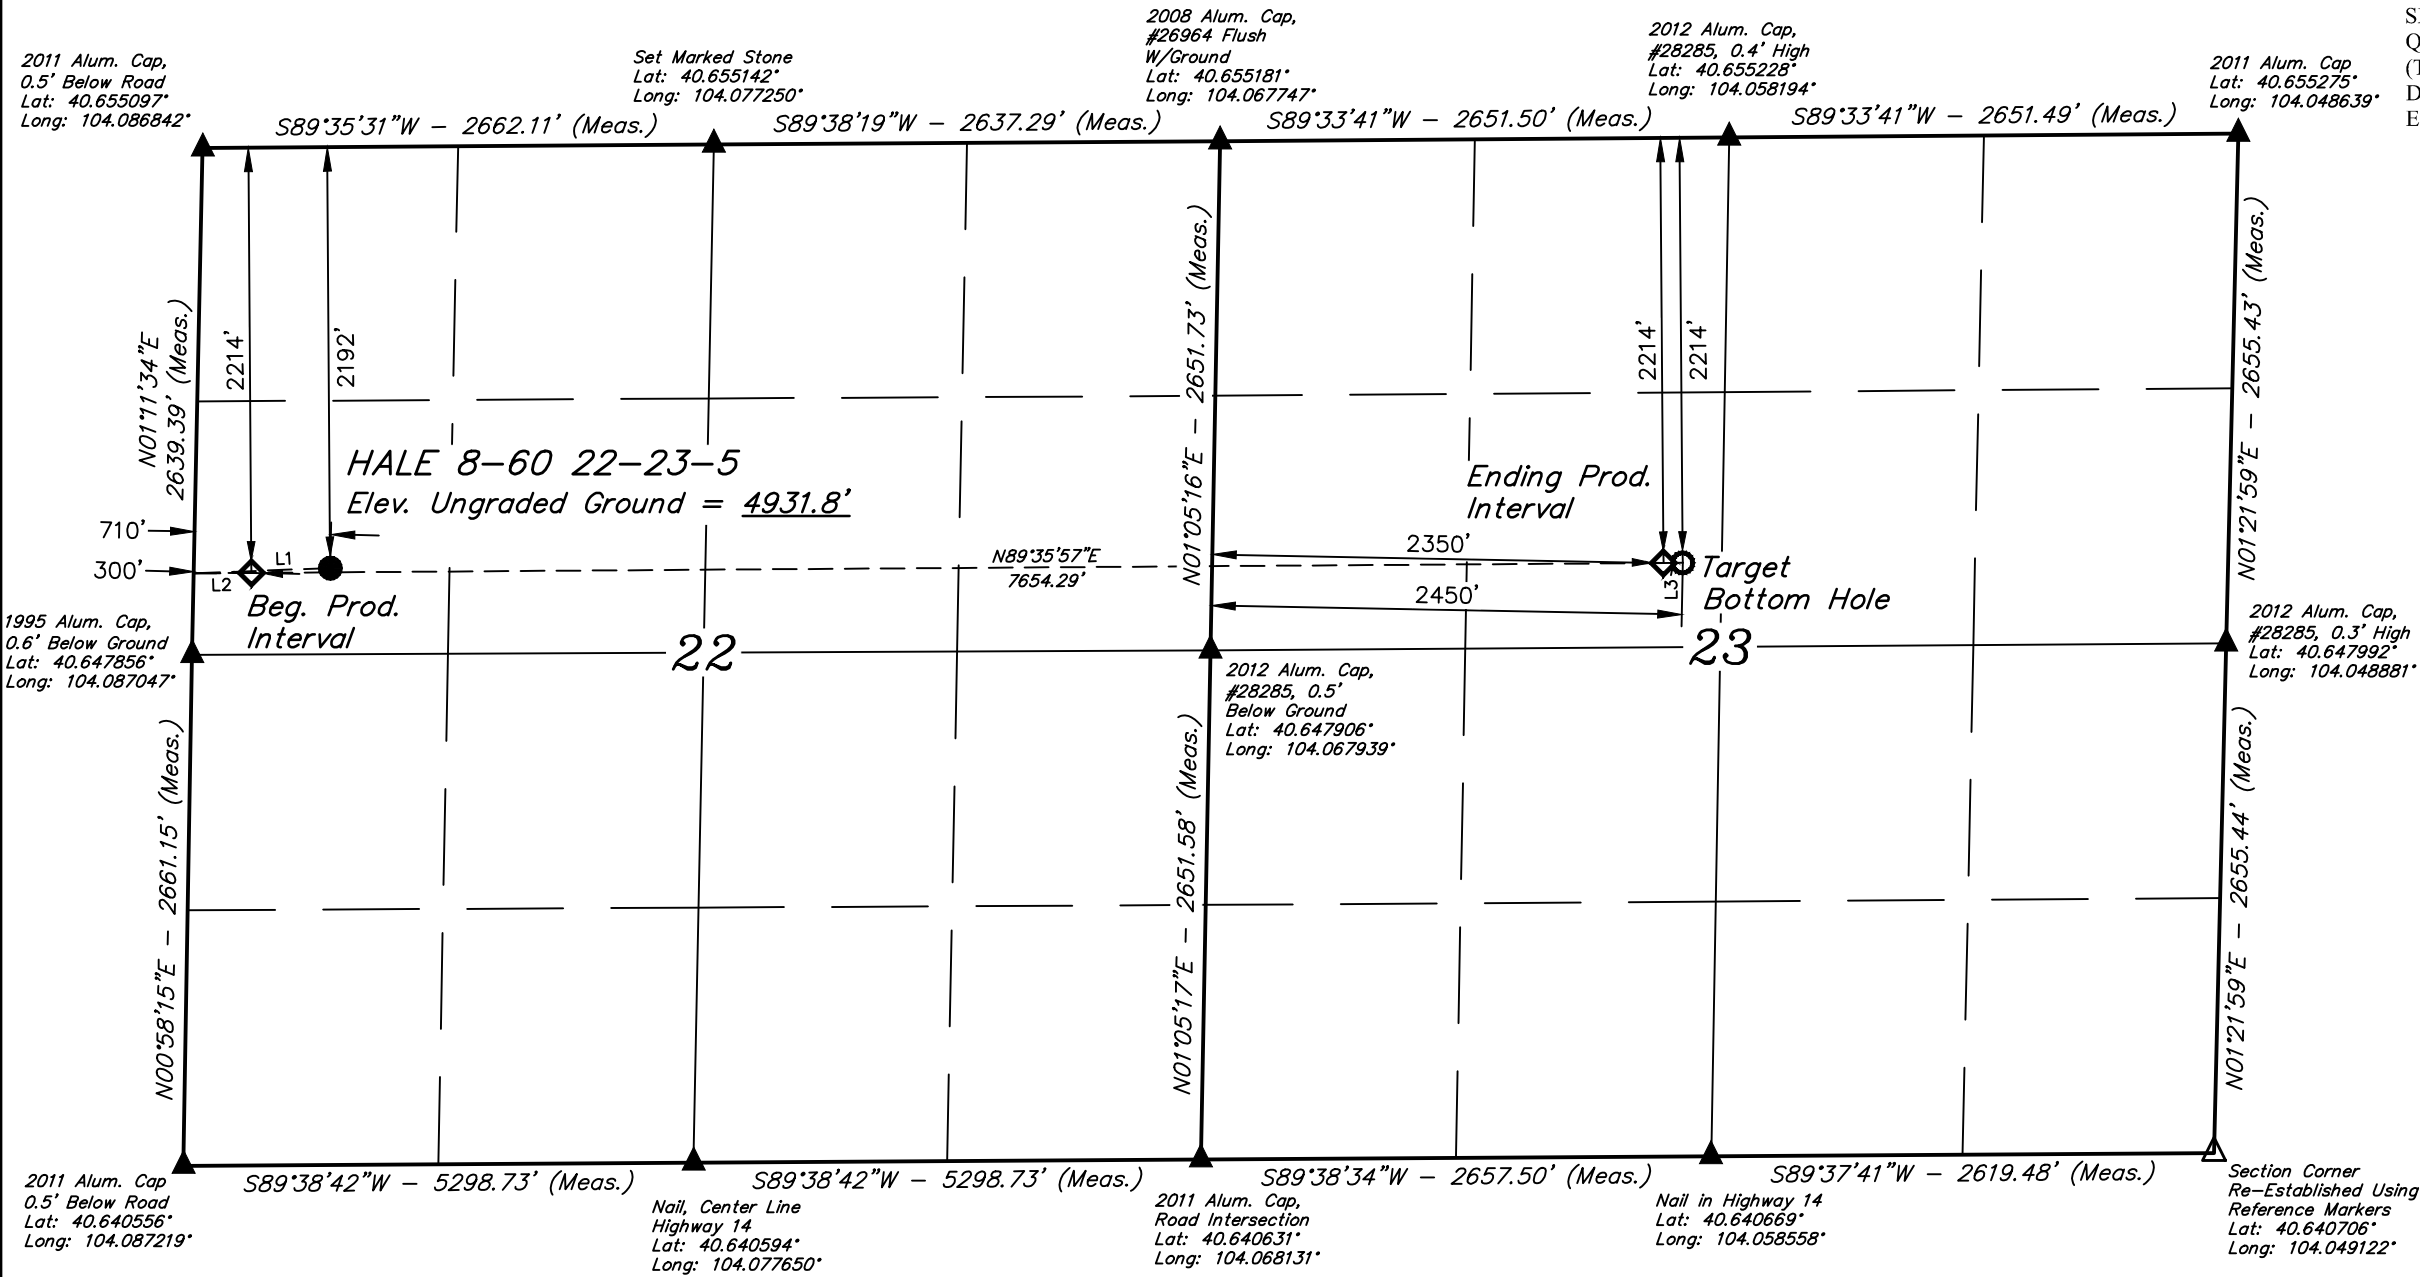 2011 Alum. Cap,
0.5' Below Road
Lat: 40.655097°
Long: 104.086842°
Set Marked Stone
Lat: 40.655142°
Long: 104.077250°
2008 Alum. Cap,
#26964 Flush
W/Ground
Lat: 40.655181°
Long: 104.067747°
2012 Alum. Cap,
#28285, 0.4' High
Lat: 40.655228°
Long: 104.058194°
2011 Alum. Cap
Lat: 40.655275°
Long: 104.048639°
S89°35'31"W - 2662.11' (Meas.)
S89°38'19"W - 2637.29' (Meas.)
S89°33'41"W - 2651.50' (Meas.)
S89°33'41"W - 2651.49' (Meas.)
N01°11'34"E
2639.39' (Meas.)
2214'
2192'
N01°05'16"E - 2651.73' (Meas.)
2214'
2214'
N01°21'59"E - 2655.43' (Meas.)
HALE 8-60 22-23-5
Elev. Ungraded Ground = 4931.8'
Ending Prod.
Interval
710'
300'
L1
L2
Beg. Prod.
Interval
N89°35'57"E
7654.29'
2350'
2450'
L3
Target
Bottom Hole
1995 Alum. Cap,
0.6' Below Ground
Lat: 40.647856°
Long: 104.087047°
22
23
2012 Alum. Cap,
#28285, 0.5'
Below Ground
Lat: 40.647906°
Long: 104.067939°
2012 Alum. Cap,
#28285, 0.3' High
Lat: 40.647992°
Long: 104.048881°
N00°58'15"E - 2661.15' (Meas.)
N01°05'17"E - 2651.58' (Meas.)
N01°21'59"E - 2655.44' (Meas.)
S89°38'42"W - 5298.73' (Meas.)
S89°38'42"W - 5298.73' (Meas.)
S89°38'34"W - 2657.50' (Meas.)
S89°37'41"W - 2619.48' (Meas.)
2011 Alum. Cap
0.5' Below Road
Lat: 40.640556°
Long: 104.087219°
Nail, Center Line
Highway 14
Lat: 40.640594°
Long: 104.077650°
2011 Alum. Cap,
Road Intersection
Lat: 40.640631°
Long: 104.068131°
Nail in Highway 14
Lat: 40.640669°
Long: 104.058558°
Section Corner
Re-Established Using
Reference Markers
Lat: 40.640706°
Long: 104.049122°